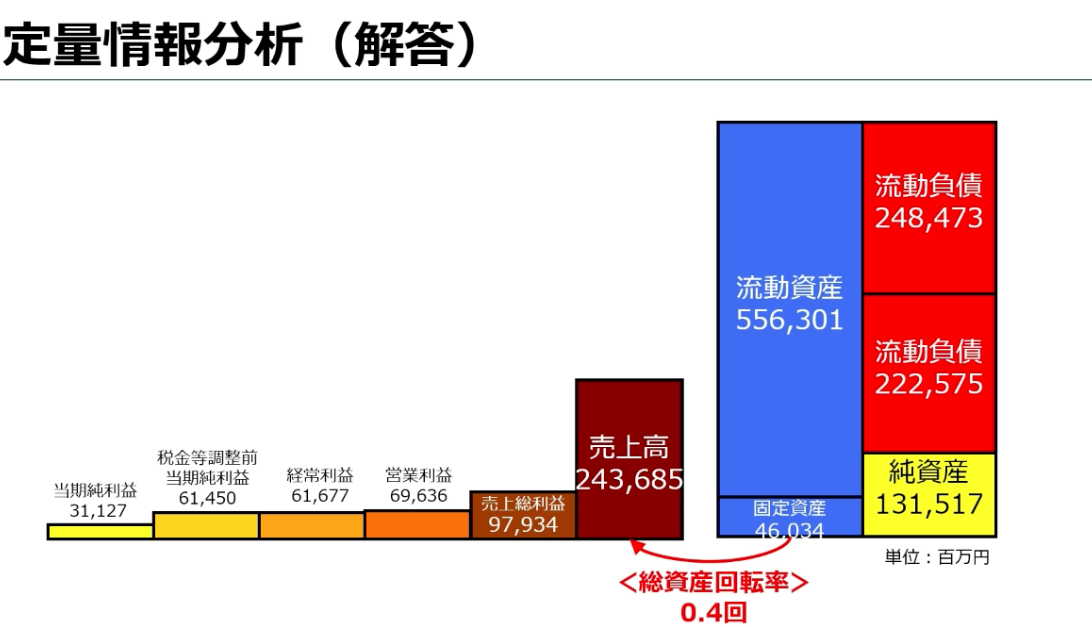 定量情報分析（解答）
当期純利益
31,127
税金等調整前
当期純利益
61,450
経常利益
61,677
営業利益
69,636
売上総利益
97,934
売上高
243,685
流動資産
556,301
固定資産
46,034
流動負債
248,473
流動負債
222,575
純資産
131,517
単位：百万円
＜総資産回転率＞
0.4回